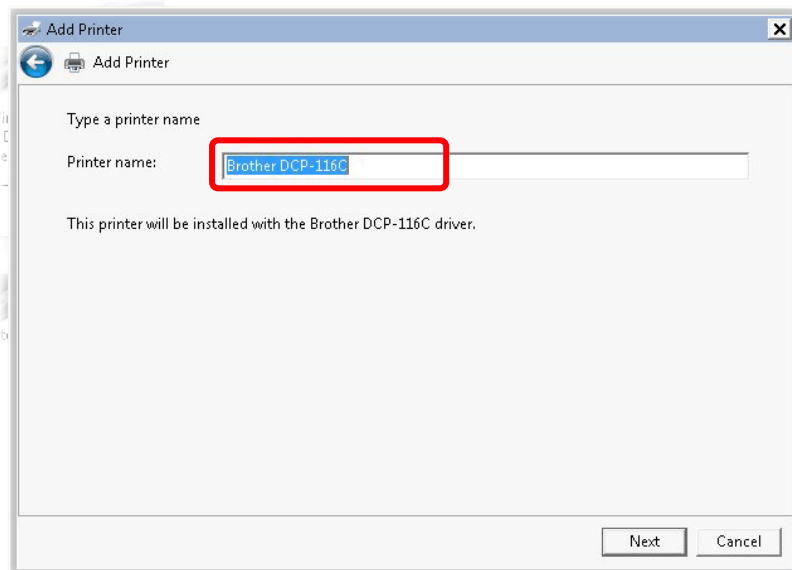 Add Printer
Add Printer
Type a printer name
Printer name: Brother DCP-116C
This printer will be installed with the Brother DCP-116C driver.
Next Cancel